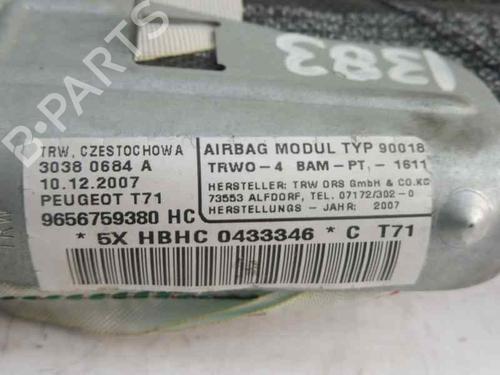 1383
TRW, CZESTOCHOWA
3038 0684 A
10.12.2007
PEUGEOT T71
9656759380 HC
AIRBAG MODUL TYP 90018
TRWO-4 BAM-PT.-1611
HERSTELLER: TRW ORS GmbH & CO.KG
73553 ALFDORF, TEL. 07172/302-0
HERSTELLUNGS - JAHR: 2007
* 5X HBHC 0433346 * C T71
TRW
B-PARTS